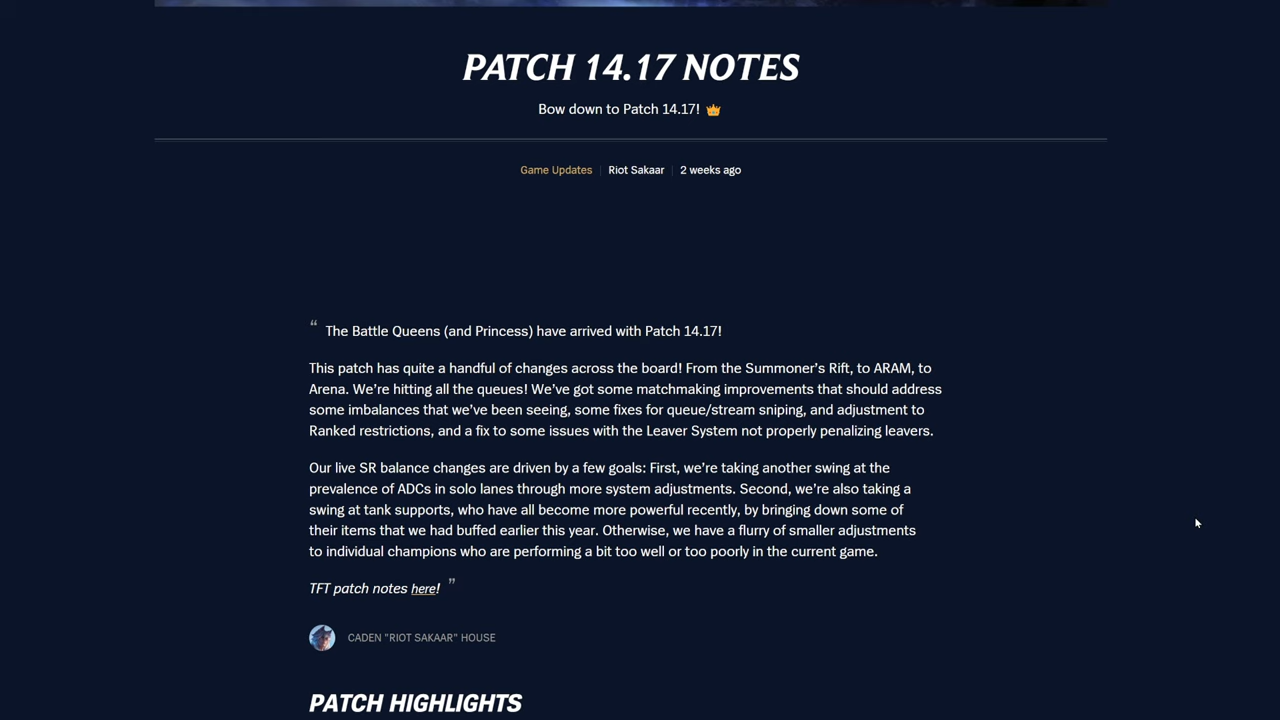 PATCH 14.17 NOTES
Bow down to Patch 14.17! 👑
Game Updates | Riot Sakaar | 2 weeks ago
“ The Battle Queens (and Princess) have arrived with Patch 14.17!
This patch has quite a handful of changes across the board! From the Summoner’s Rift, to ARAM, to
Arena. We’re hitting all the queues! We’ve got some matchmaking improvements that should address
some imbalances that we’ve been seeing, some fixes for queue/stream sniping, and adjustment to
Ranked restrictions, and a fix to some issues with the Leaver System not properly penalizing leavers.
Our live SR balance changes are driven by a few goals: First, we’re taking another swing at the
prevalence of ADCs in solo lanes through more system adjustments. Second, we’re also taking a
swing at tank supports, who have all become more powerful recently, by bringing down some of
their items that we had buffed earlier this year. Otherwise, we have a flurry of smaller adjustments
to individual champions who are performing a bit too well or too poorly in the current game.
TFT patch notes here! ”
CADEN "RIOT SAKAAR" HOUSE
PATCH HIGHLIGHTS